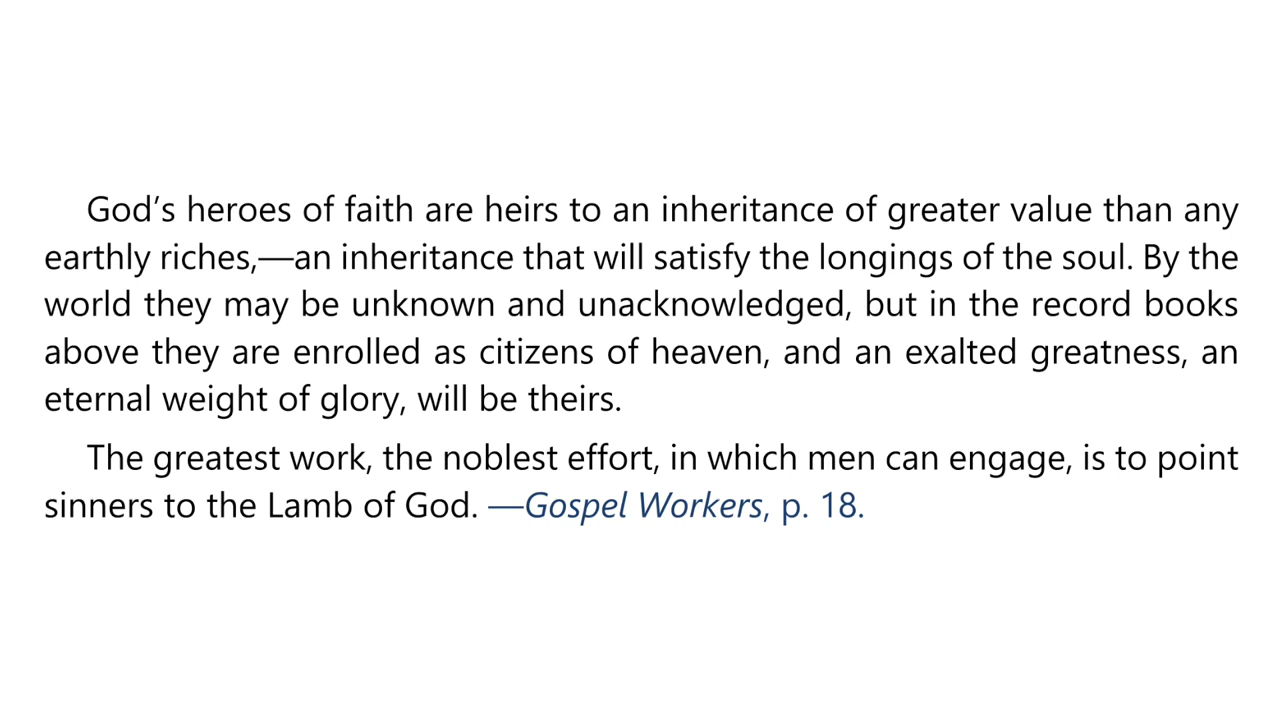 God’s heroes of faith are heirs to an inheritance of greater value than any
earthly riches,—an inheritance that will satisfy the longings of the soul. By the
world they may be unknown and unacknowledged, but in the record books
above they are enrolled as citizens of heaven, and an exalted greatness, an
eternal weight of glory, will be theirs.
The greatest work, the noblest effort, in which men can engage, is to point
sinners to the Lamb of God. —Gospel Workers, p. 18.